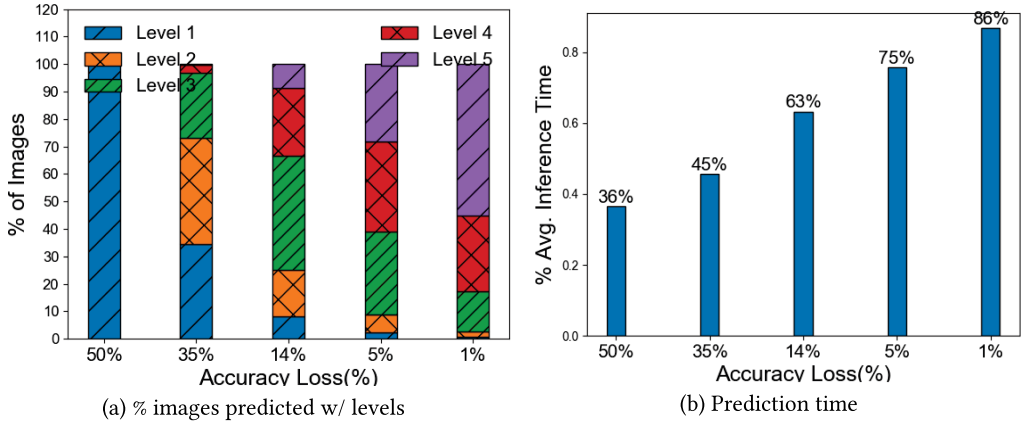 120
110
100
90
80
70
60
50
40
30
20
10
0
% of Images
Level 1
Level 2
Level 3
Level 4
Level 5
50% 35% 14% 5% 1%
Accuracy Loss(%)
(a) % images predicted w/ levels
0.8
0.6
0.4
0.2
0.0
% Avg. Inference Time
36% 45% 63% 75% 86%
50% 35% 14% 5% 1%
Accuracy Loss(%)
(b) Prediction time